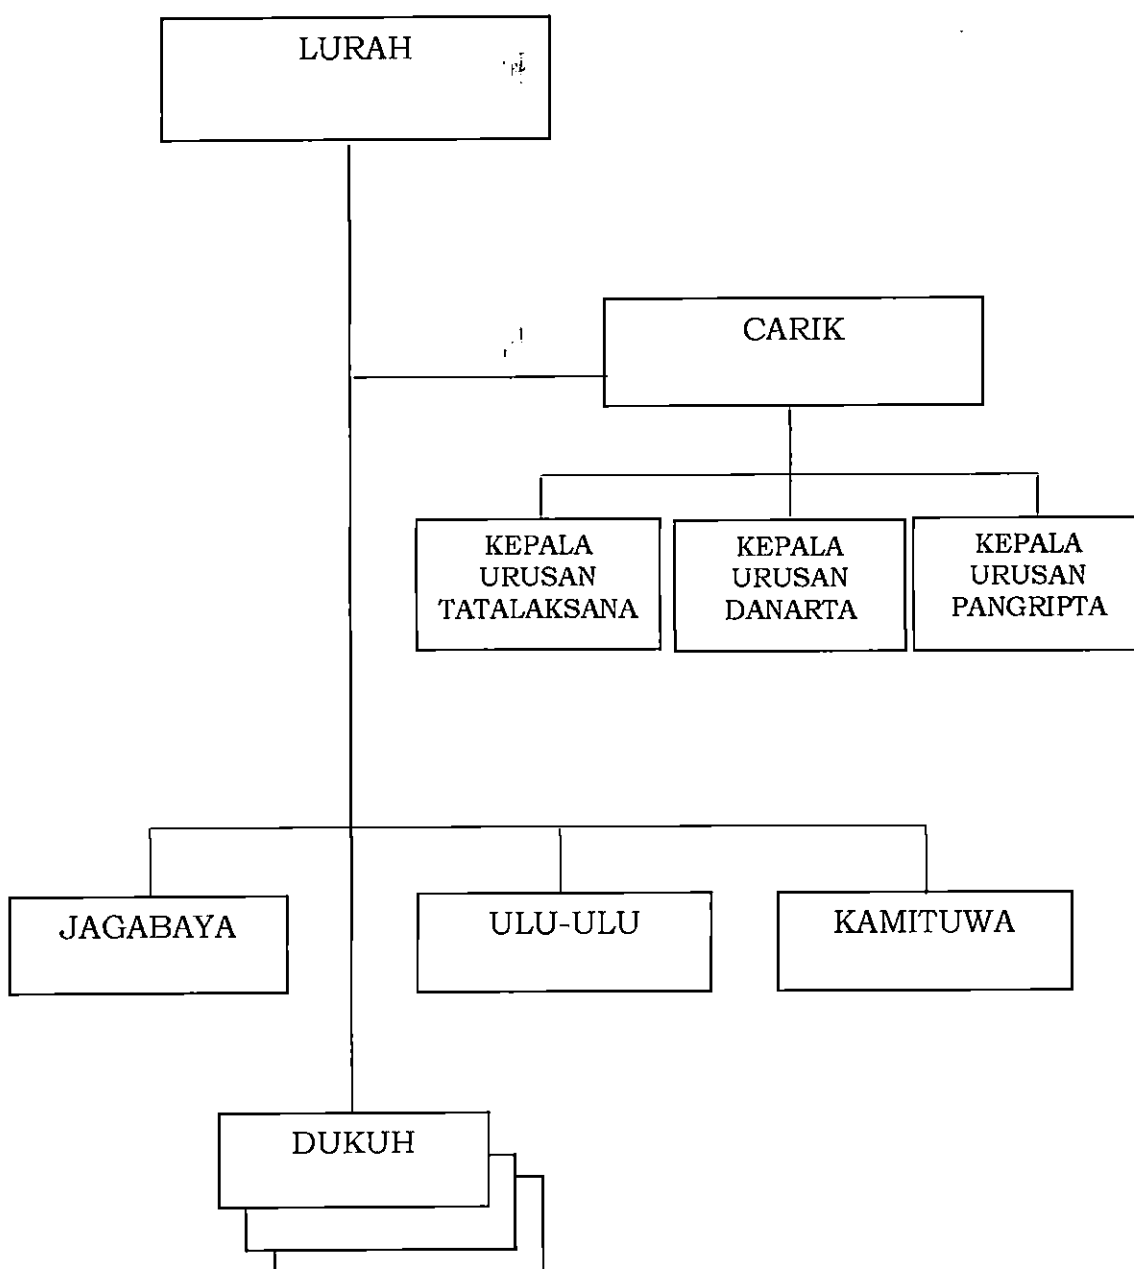 LURAH
CARIK
KEPALA
URUSAN
TATALAKSANA
KEPALA
URUSAN
DANARTA
KEPALA
URUSAN
PANGRIPTA
JAGABAYA
ULU-ULU
KAMITUWA
DUKUH